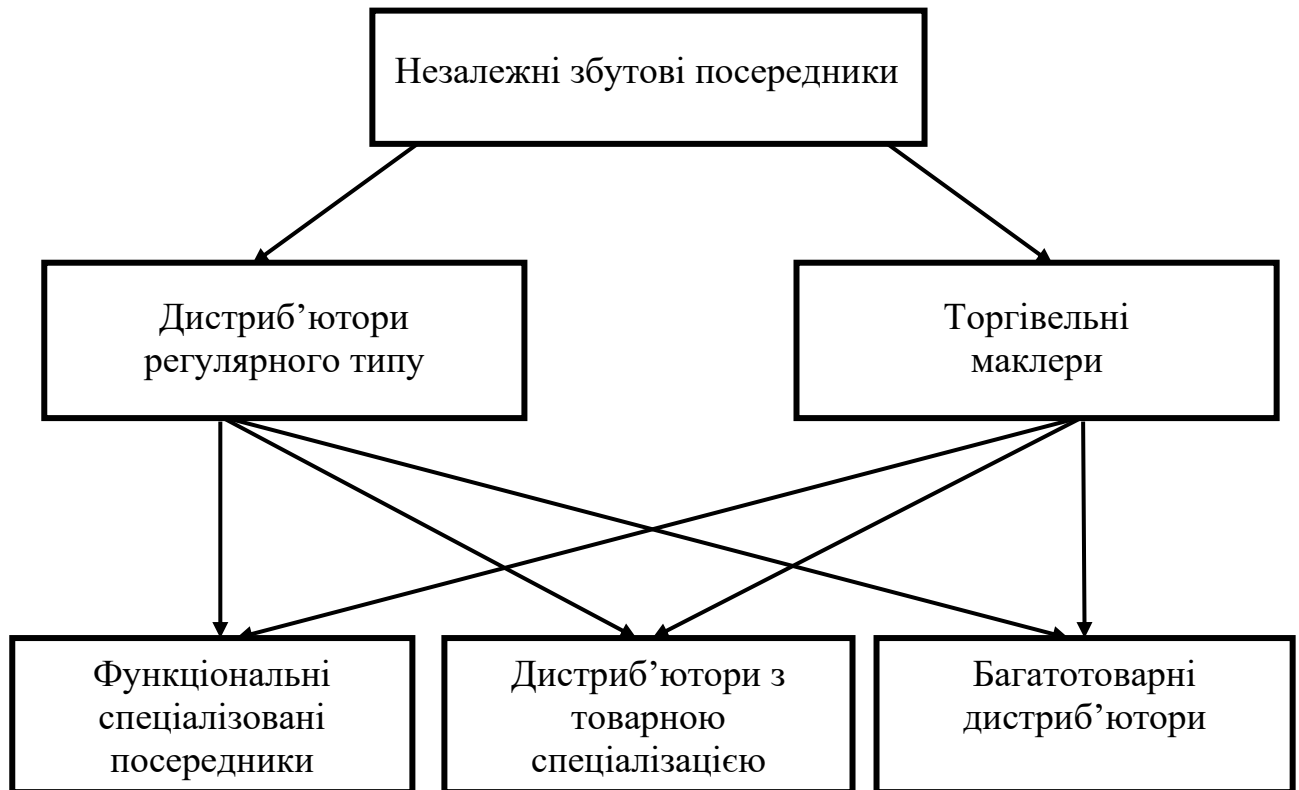 Незалежні збутові посередники
Дистриб’ютори
регулярного типу
Торгівельні
маклери
Функціональні
спеціалізовані
посередники
Дистриб’ютори з
товарною
спеціалізацією
Багатотоварні
дистриб’ютори